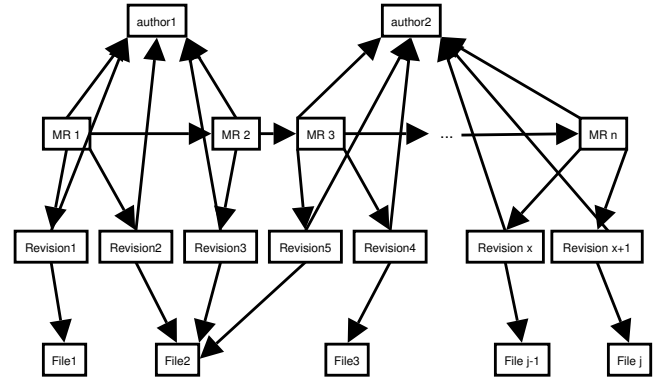 author1
author2
MR 1
MR 2
MR 3
...
MR n
Revision1
Revision2
Revision3
Revision5
Revision4
Revision x
Revision x+1
File1
File2
File3
File j-1
File j